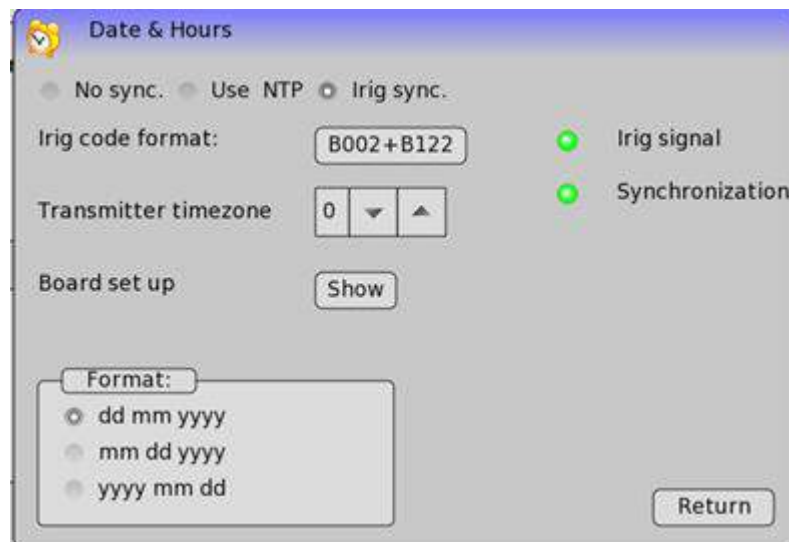 Date & Hours
No sync. Use NTP Irig sync.
Irig code format: B002+B122 Irig signal
Synchronization
Transmitter timezone 0
Board set up Show
Format:
dd mm yyyy
mm dd yyyy
yyyy mm dd
Return